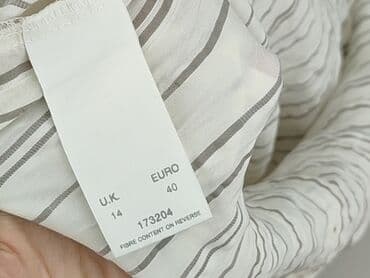 U.K. EURO
14 40
173204
FIBRE CONTENT ON REVERSE